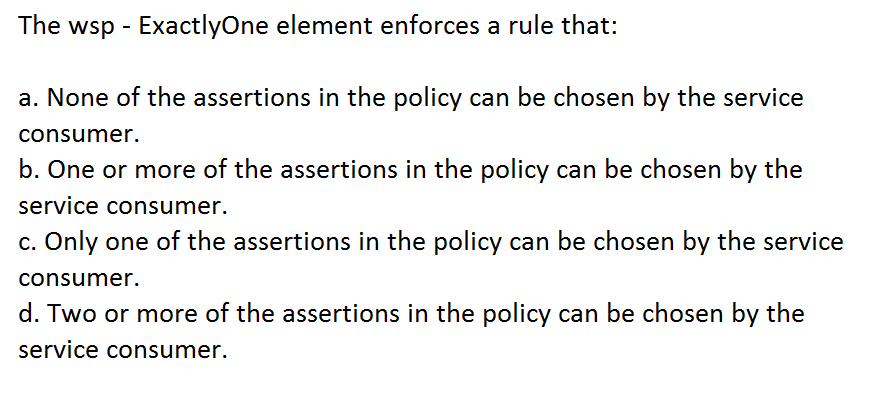 The wsp - ExactlyOne element enforces a rule that:
a. None of the assertions in the policy can be chosen by the service
consumer.
b. One or more of the assertions in the policy can be chosen by the
service consumer.
c. Only one of the assertions in the policy can be chosen by the service
consumer.
d. Two or more of the assertions in the policy can be chosen by the
service consumer.